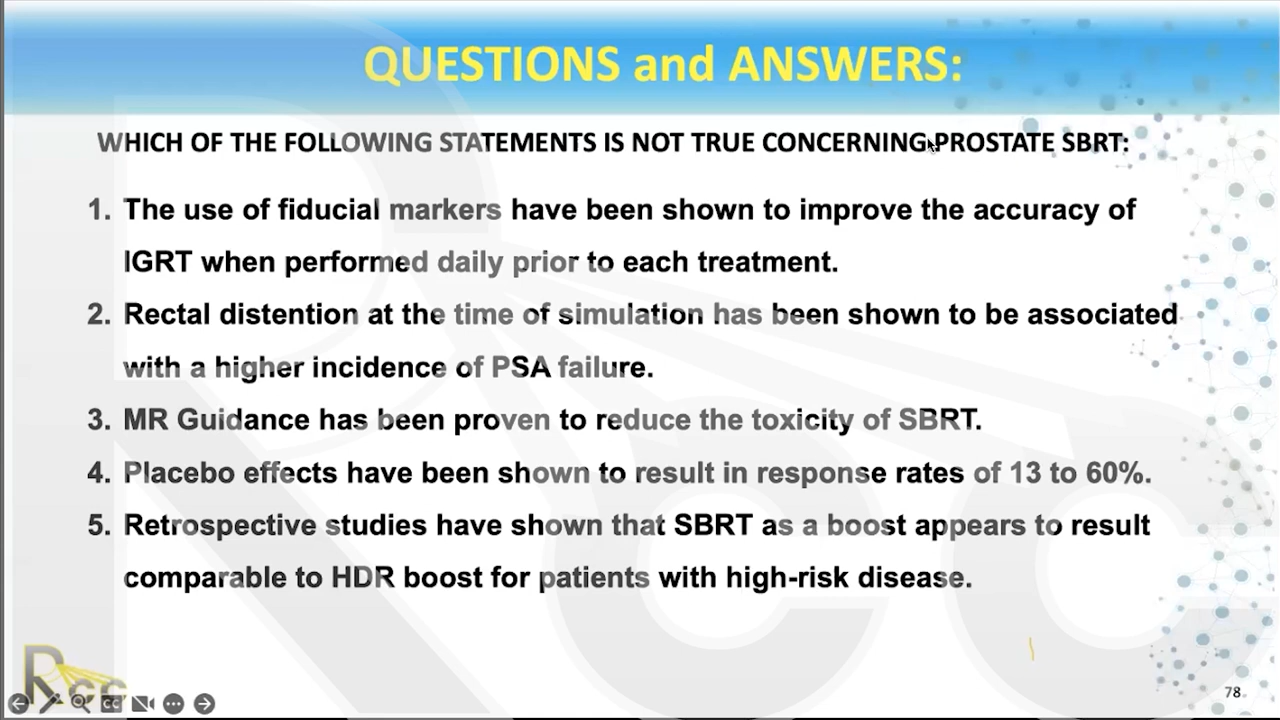 QUESTIONS and ANSWERS:
WHICH OF THE FOLLOWING STATEMENTS IS NOT TRUE CONCERNING PROSTATE SBRT:
1. The use of fiducial markers have been shown to improve the accuracy of
IGRT when performed daily prior to each treatment.
2. Rectal distention at the time of simulation has been shown to be associated
with a higher incidence of PSA failure.
3. MR Guidance has been proven to reduce the toxicity of SBRT.
4. Placebo effects have been shown to result in response rates of 13 to 60%.
5. Retrospective studies have shown that SBRT as a boost appears to result
comparable to HDR boost for patients with high-risk disease.
Rcc
CC
78